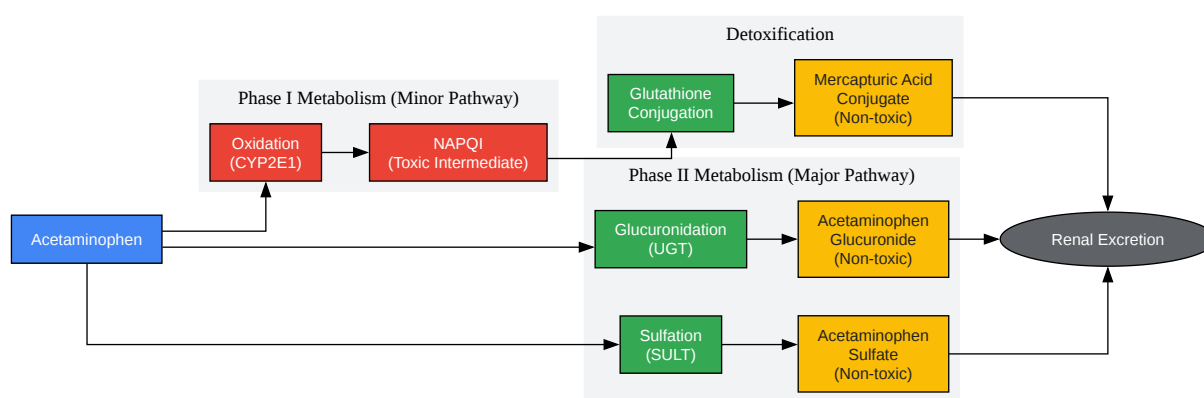 Detoxification
Glutathione
Conjugation
Mercapturic Acid
Conjugate
(Non-toxic)
Phase I Metabolism (Minor Pathway)
Oxidation
(CYP2E1)
NAPQI
(Toxic Intermediate)
Phase II Metabolism (Major Pathway)
Acetaminophen
Glucuronidation
(UGT)
Acetaminophen
Glucuronide
(Non-toxic)
Renal Excretion
Sulfation
(SULT)
Acetaminophen
Sulfate
(Non-toxic)